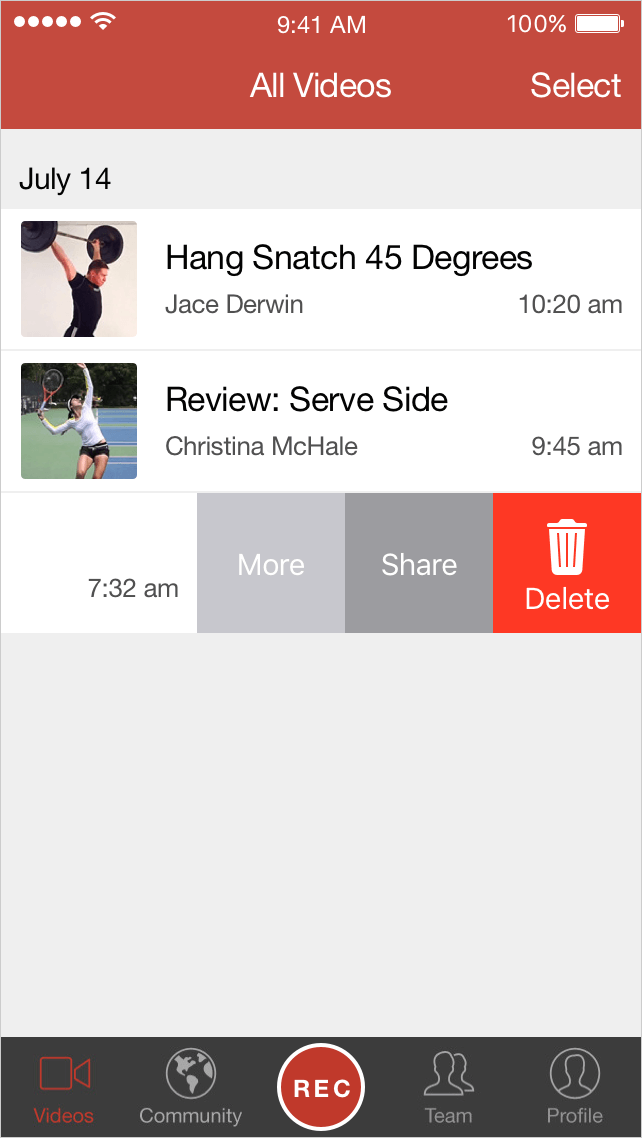 9:41 AM 100%
All Videos Select
July 14
Hang Snatch 45 Degrees
Jace Derwin 10:20 am
Review: Serve Side
Christina McHale 9:45 am
7:32 am More Share Delete
REC
Videos Community Team Profile